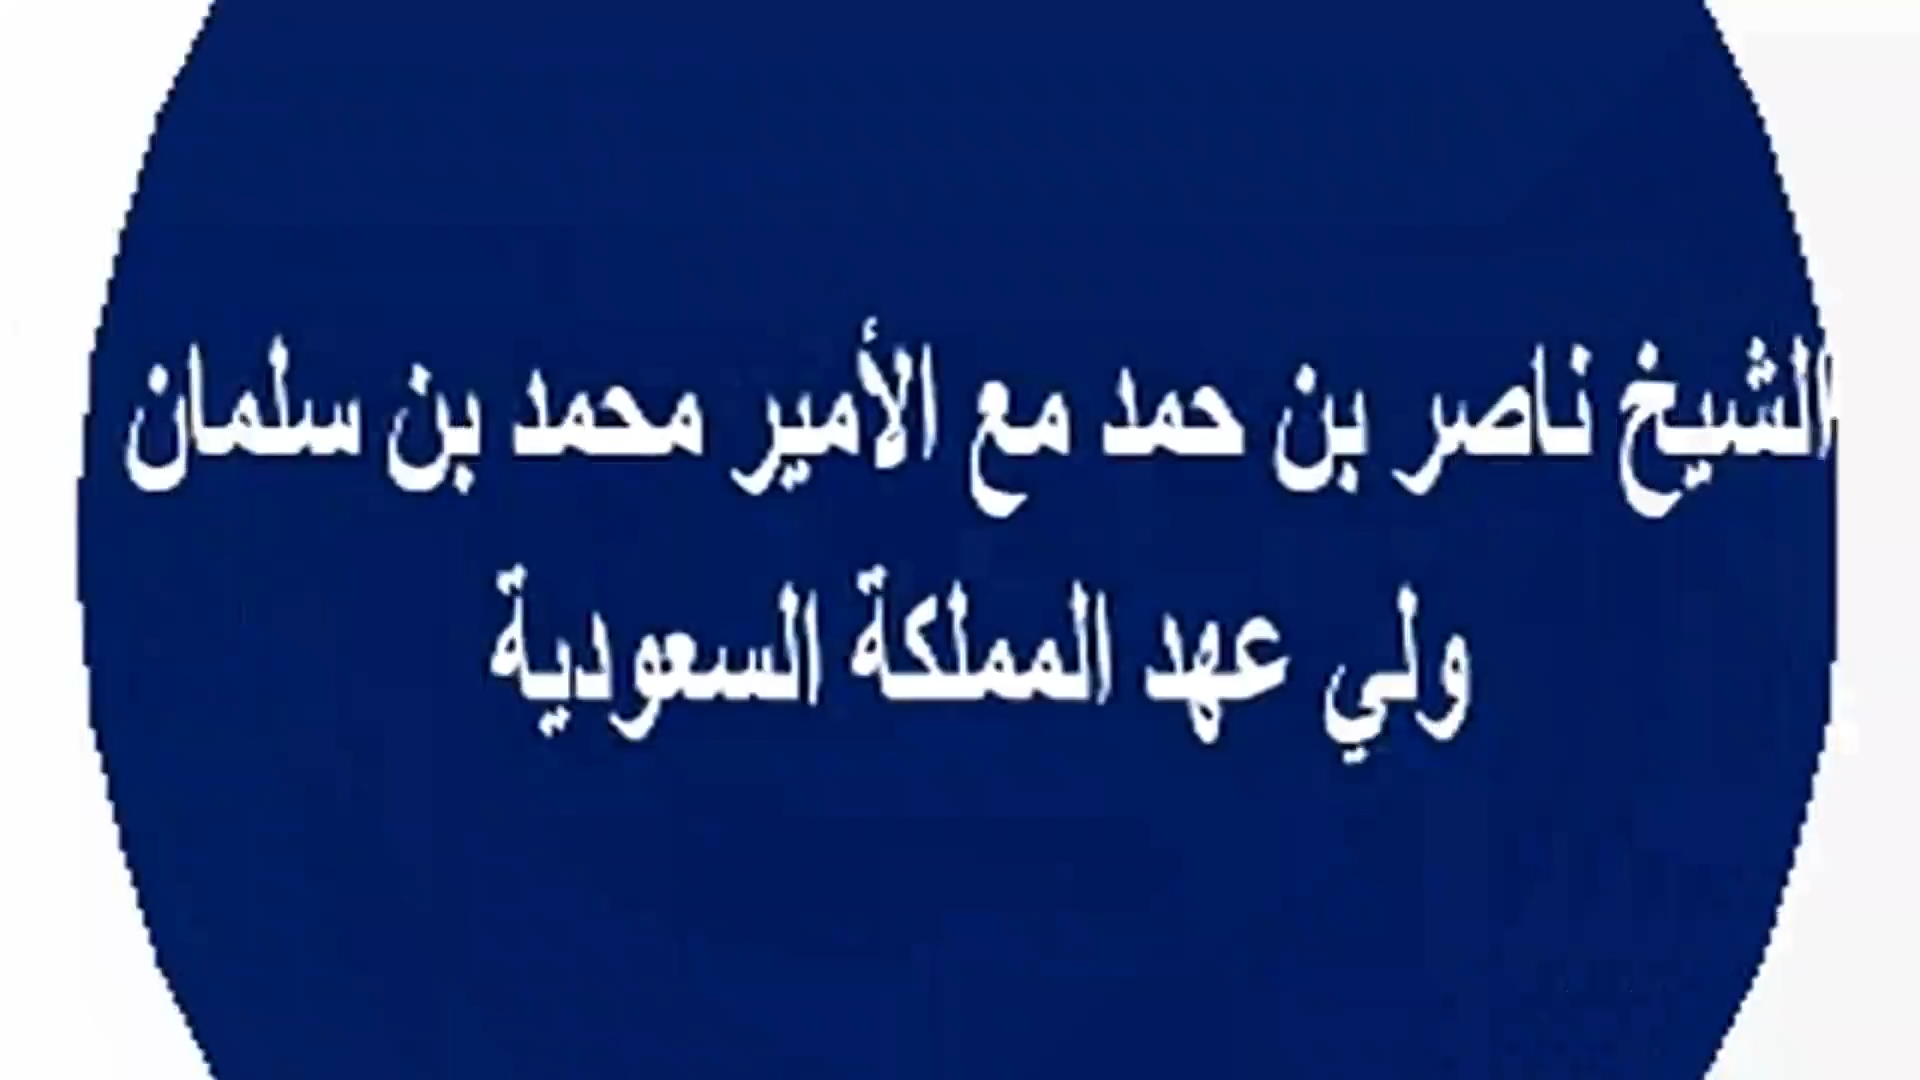 الشيخ ناصر بن حمد مع الأمير محمد بن سلمان
ولي عهد المملكة السعودية